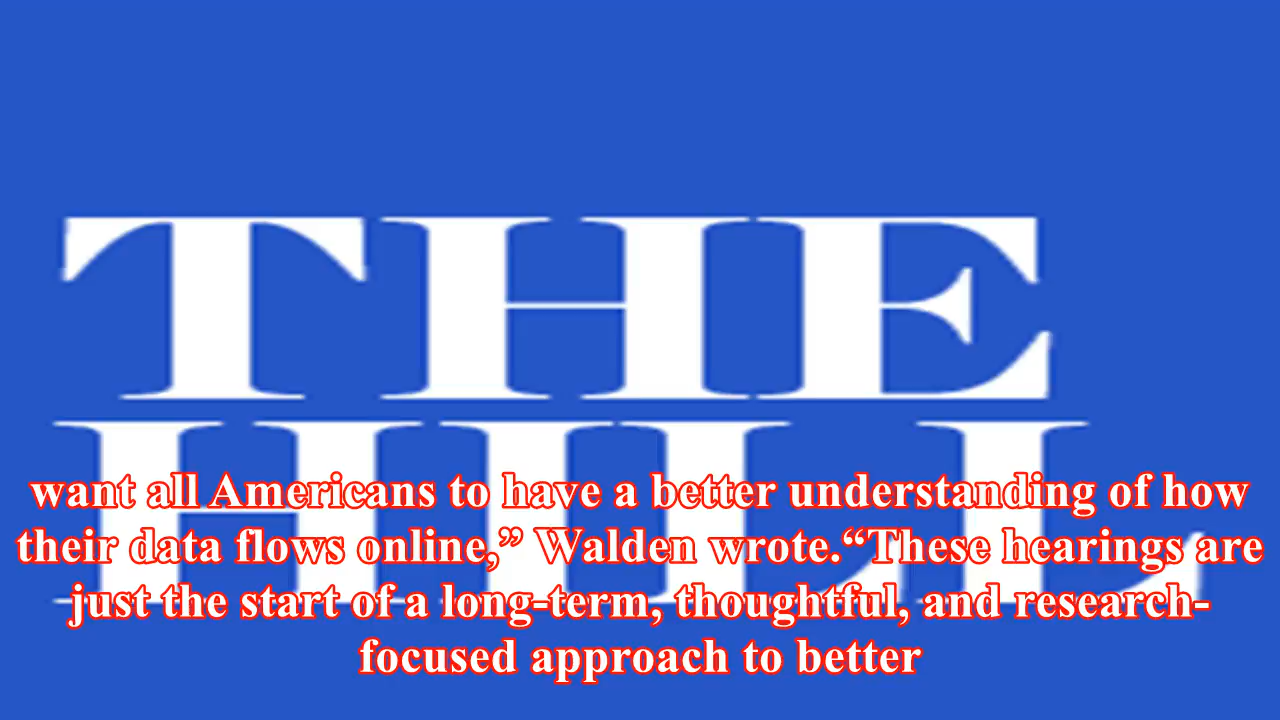 THE
HILL
want all Americans to have a better understanding of how
their data flows online,” Walden wrote.“These hearings are
just the start of a long-term, thoughtful, and research-
focused approach to better